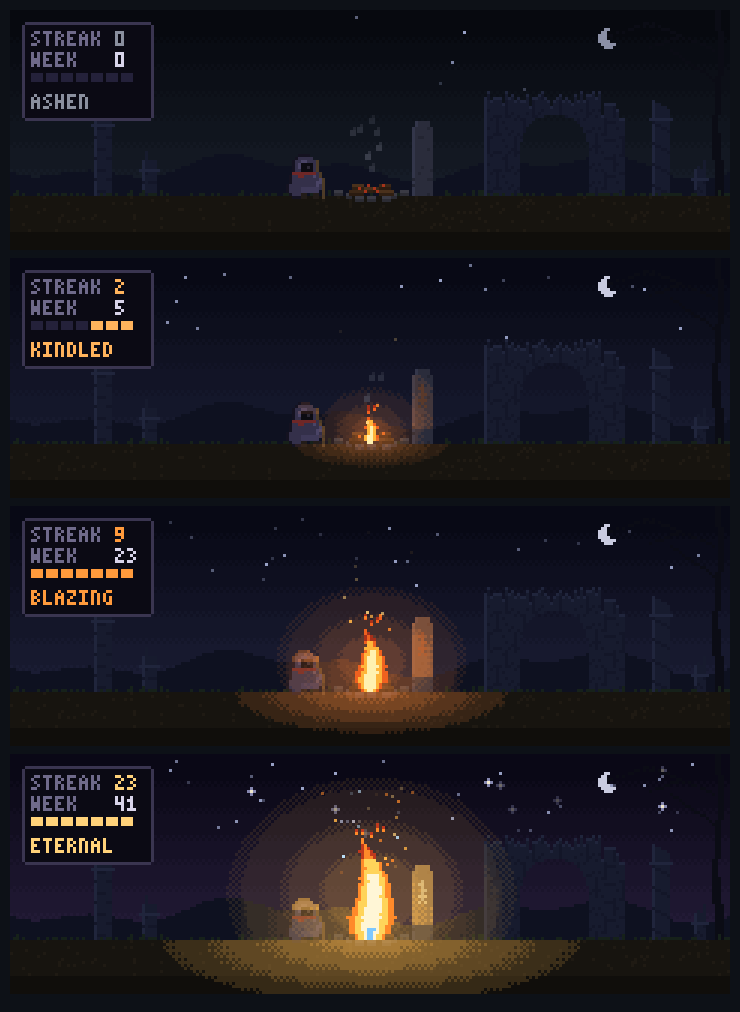 STREAK 0
WEEK 0
ASHEN
STREAK 2
WEEK 5
KINDLED
STREAK 9
WEEK 23
BLAZING
STREAK 23
WEEK 41
ETERNAL